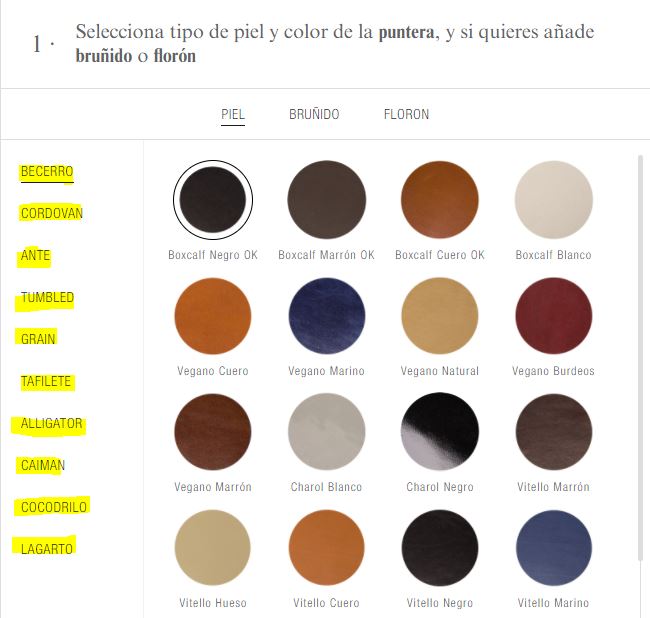 1 · Selecciona tipo de piel y color de la puntera, y si quieres añade
bruñido o florón
PIEL BRUÑIDO FLORON
BECERRO
CORDOVAN
ANTE
TUMBLED
GRAIN
TAFILETE
ALLIGATOR
CAIMAN
COCODRILO
LAGARTO
Boxcalf Negro OK Boxcalf Marrón OK Boxcalf Cuero OK Boxcalf Blanco
Vegano Cuero Vegano Marino Vegano Natural Vegano Burdeos
Vegano Marrón Charol Blanco Charol Negro Vitello Marrón
Vitello Hueso Vitello Cuero Vitello Negro Vitello Marino